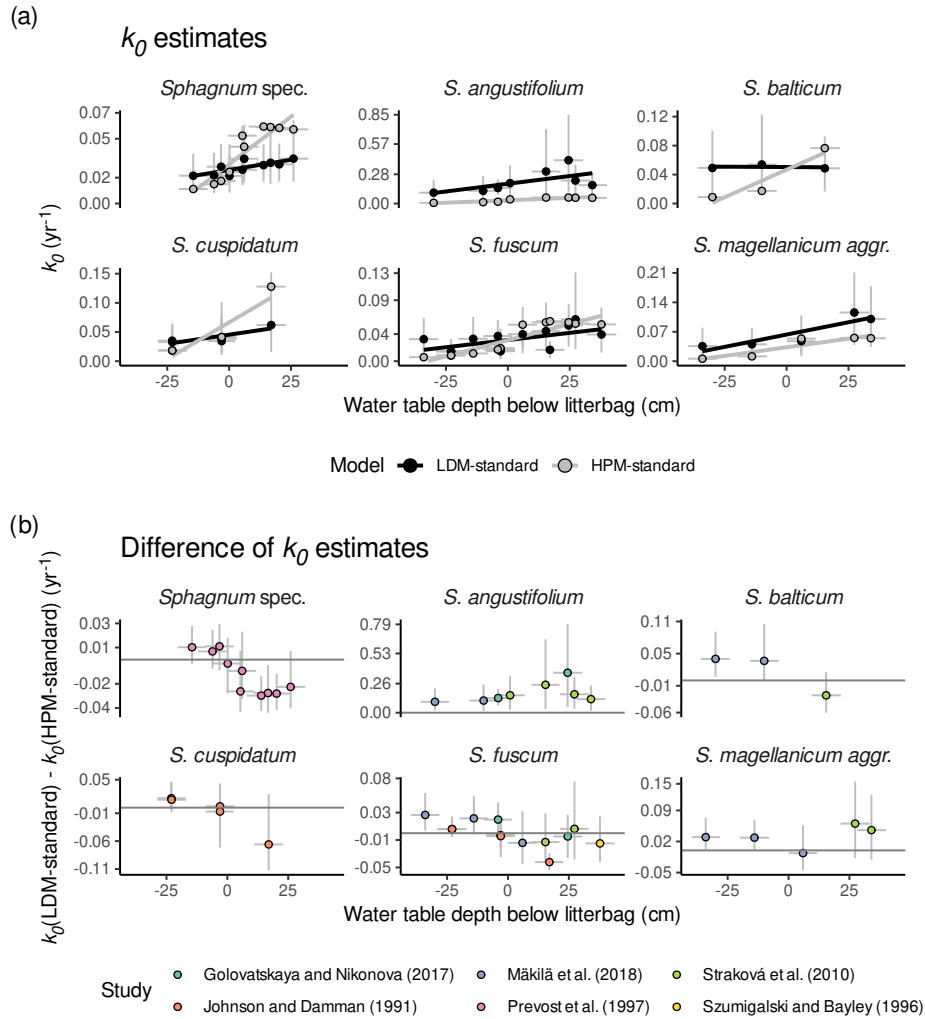 (a)
k0 estimates
Sphagnum spec.
S. angustifolium
S. balticum
0.07
0.05
0.02
0.00
0.85
0.57
0.28
0.00
0.12
0.08
0.04
0.00
S. cuspidatum
S. fuscum
S. magellanicum aggr.
0.15
0.10
0.05
0.00
0.13
0.09
0.04
0.00
0.21
0.14
0.07
0.00
k0 (yr-1)
-25 0 25
-25 0 25
-25 0 25
Water table depth below litterbag (cm)
Model LDM-standard HPM-standard
(b)
Difference of k0 estimates
Sphagnum spec.
S. angustifolium
S. balticum
0.03
0.01
-0.02
-0.04
0.79
0.53
0.26
0.00
0.11
0.05
-0.01
-0.06
S. cuspidatum
S. fuscum
S. magellanicum aggr.
0.05
-0.01
-0.06
-0.11
0.08
0.03
-0.01
-0.05
0.15
0.08
0.02
-0.05
k0(LDM-standard) - k0(HPM-standard) (yr-1)
-25 0 25
-25 0 25
-25 0 25
Water table depth below litterbag (cm)
Study
Golovatskaya and Nikonova (2017)
Mäkilä et al. (2018)
Straková et al. (2010)
Johnson and Damman (1991)
Prevost et al. (1997)
Szumigalski and Bayley (1996)